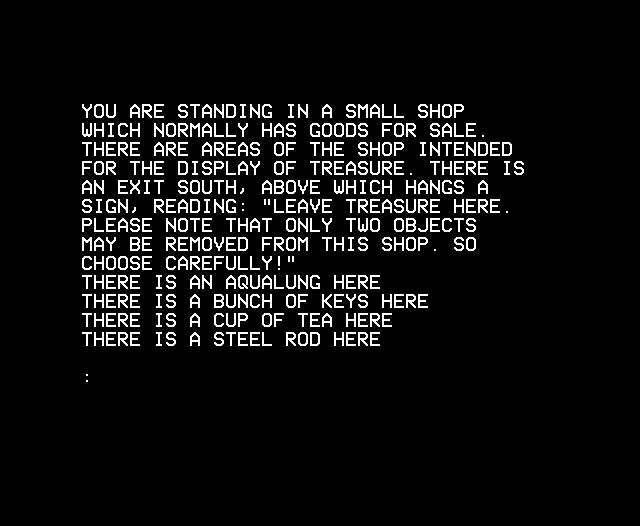 YOU ARE STANDING IN A SMALL SHOP
WHICH NORMALLY HAS GOODS FOR SALE.
THERE ARE AREAS OF THE SHOP INTENDED
FOR THE DISPLAY OF TREASURE. THERE IS
AN EXIT SOUTH, ABOVE WHICH HANGS A
SIGN, READING: "LEAVE TREASURE HERE.
PLEASE NOTE THAT ONLY TWO OBJECTS
MAY BE REMOVED FROM THIS SHOP. SO
CHOOSE CAREFULLY!"
THERE IS AN AQUALUNG HERE
THERE IS A BUNCH OF KEYS HERE
THERE IS A CUP OF TEA HERE
THERE IS A STEEL ROD HERE
: